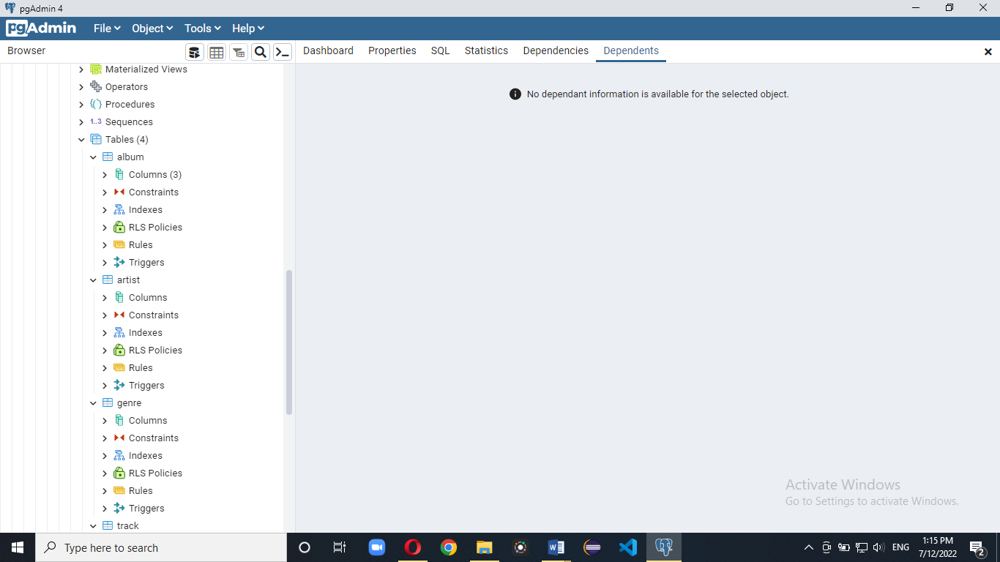 pgAdmin 4
pgAdmin File Object Tools Help
Browser
Dashboard Properties SQL Statistics Dependencies Dependents
No dependant information is available for the selected object.
Materialized Views
Operators
Procedures
1..3 Sequences
Tables (4)
album
Columns (3)
Constraints
Indexes
RLS Policies
Rules
Triggers
artist
Columns
Constraints
Indexes
RLS Policies
Rules
Triggers
genre
Columns
Constraints
Indexes
RLS Policies
Rules
Triggers
track
Activate Windows
Go to Settings to activate Windows.
Type here to search
ENG
1:15 PM
7/12/2022
2